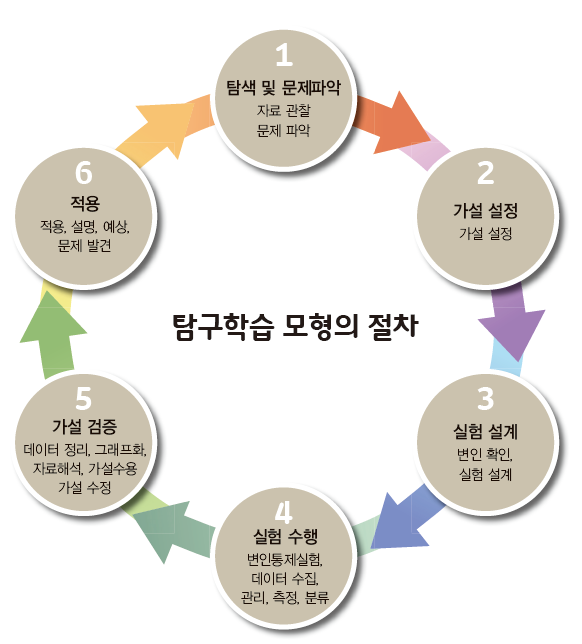 1
탐색 및 문제파악
자료 관찰
문제 파악
2
가설 설정
가설 설정
3
실험 설계
변인 확인,
실험 설계
4
실험 수행
변인통제실험,
데이터 수집,
관리, 측정, 분류
5
가설 검증
데이터 정리, 그래프화,
자료해석, 가설수용
가설 수정
6
적용
적용, 설명, 예상,
문제 발견
탐구학습 모형의 절차